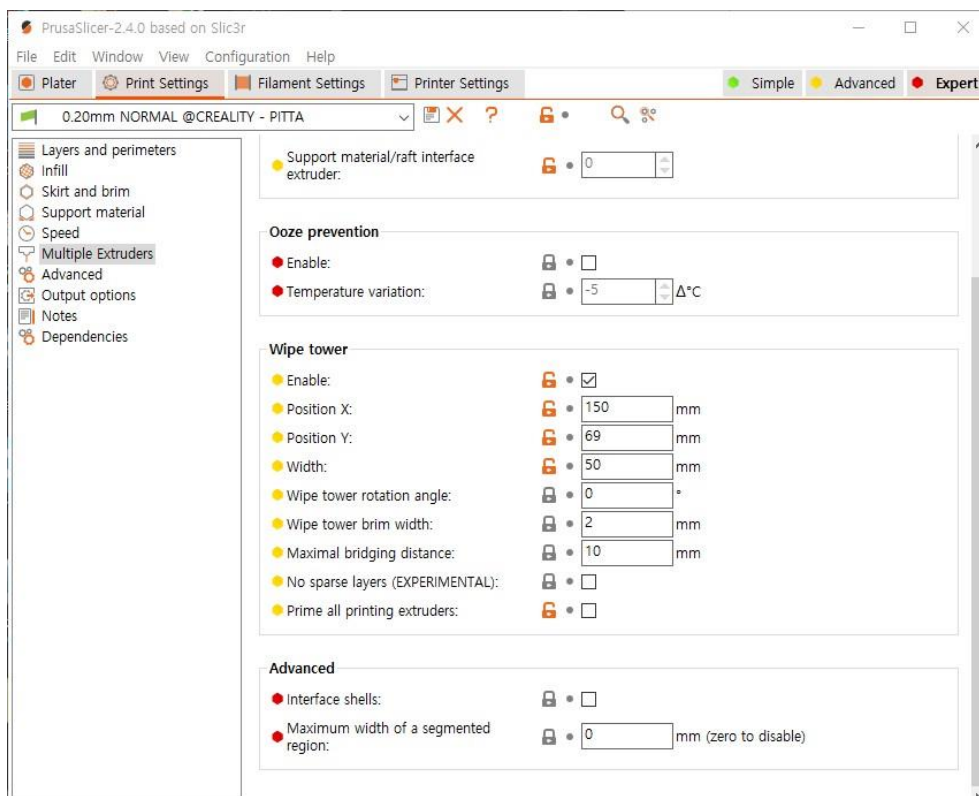 PrusaSlicer-2.4.0 based on Slic3r
File Edit Window View Configuration Help
Plater Print Settings Filament Settings Printer Settings Simple Advanced Expert
0.20mm NORMAL @CREALITY - PITTA ?
Layers and perimeters
Infill
Skirt and brim
Support material
Speed
Multiple Extruders
Advanced
Output options
Notes
Dependencies
Support material/raft interface
extruder: 0
Ooze prevention
Enable:
Temperature variation: -5 Δ°C
Wipe tower
Enable:
Position X: 150 mm
Position Y: 69 mm
Width: 50 mm
Wipe tower rotation angle: 0 °
Wipe tower brim width: 2 mm
Maximal bridging distance: 10 mm
No sparse layers (EXPERIMENTAL):
Prime all printing extruders:
Advanced
Interface shells:
Maximum width of a segmented
region: 0 mm (zero to disable)